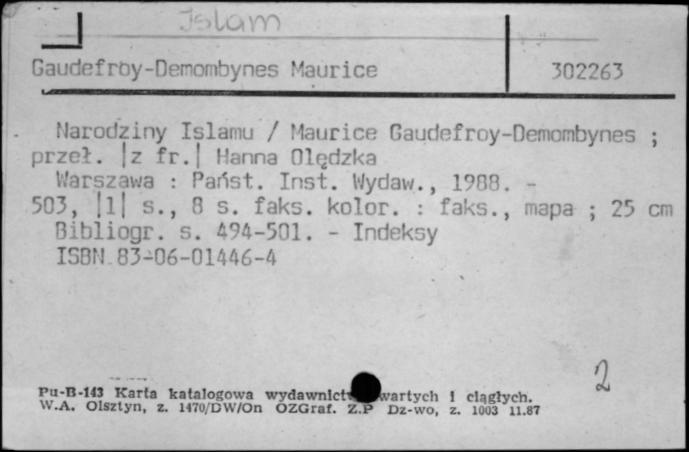 Islam
Gaudefroy-Demombynes Maurice 302263
Narodziny Islamu / Maurice Gaudefroy-Demombynes ;
przeł. |z fr.| Hanna Olędzka
Warszawa : Państ. Inst. Wydaw., 1988. -
503, |1| s., 8 s. faks. kolor. : faks., mapa ; 25 cm
Bibliogr. s. 494-501. - Indeksy
ISBN 83-06-01446-4
2
Pu-B-143 Karta katalogowa wydawnict wartych i ciągłych.
W.A. Olsztyn, z. 1470/DW/On OZGraf. Z.P Dz-wo, z. 1003 11.87